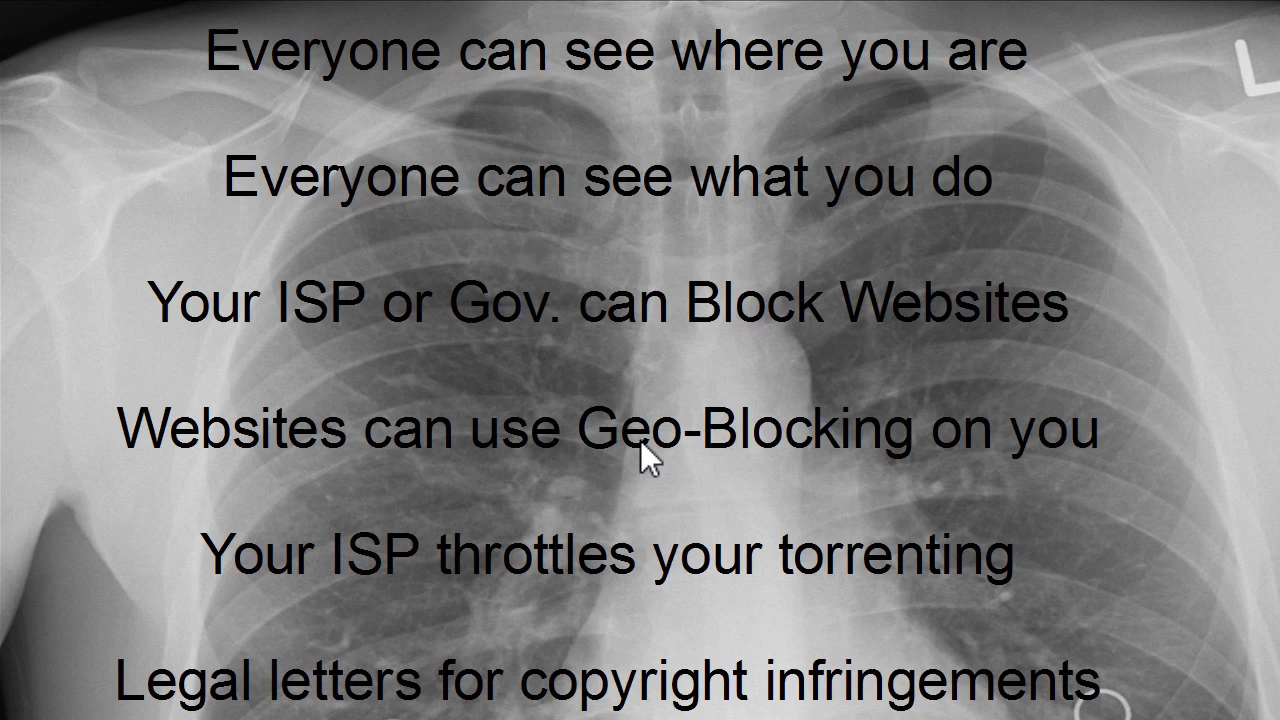 Everyone can see where you are
L
Everyone can see what you do
Your ISP or Gov. can Block Websites
Websites can use Geo-Blocking on you
Your ISP throttles your torrenting
Legal letters for copyright infringements